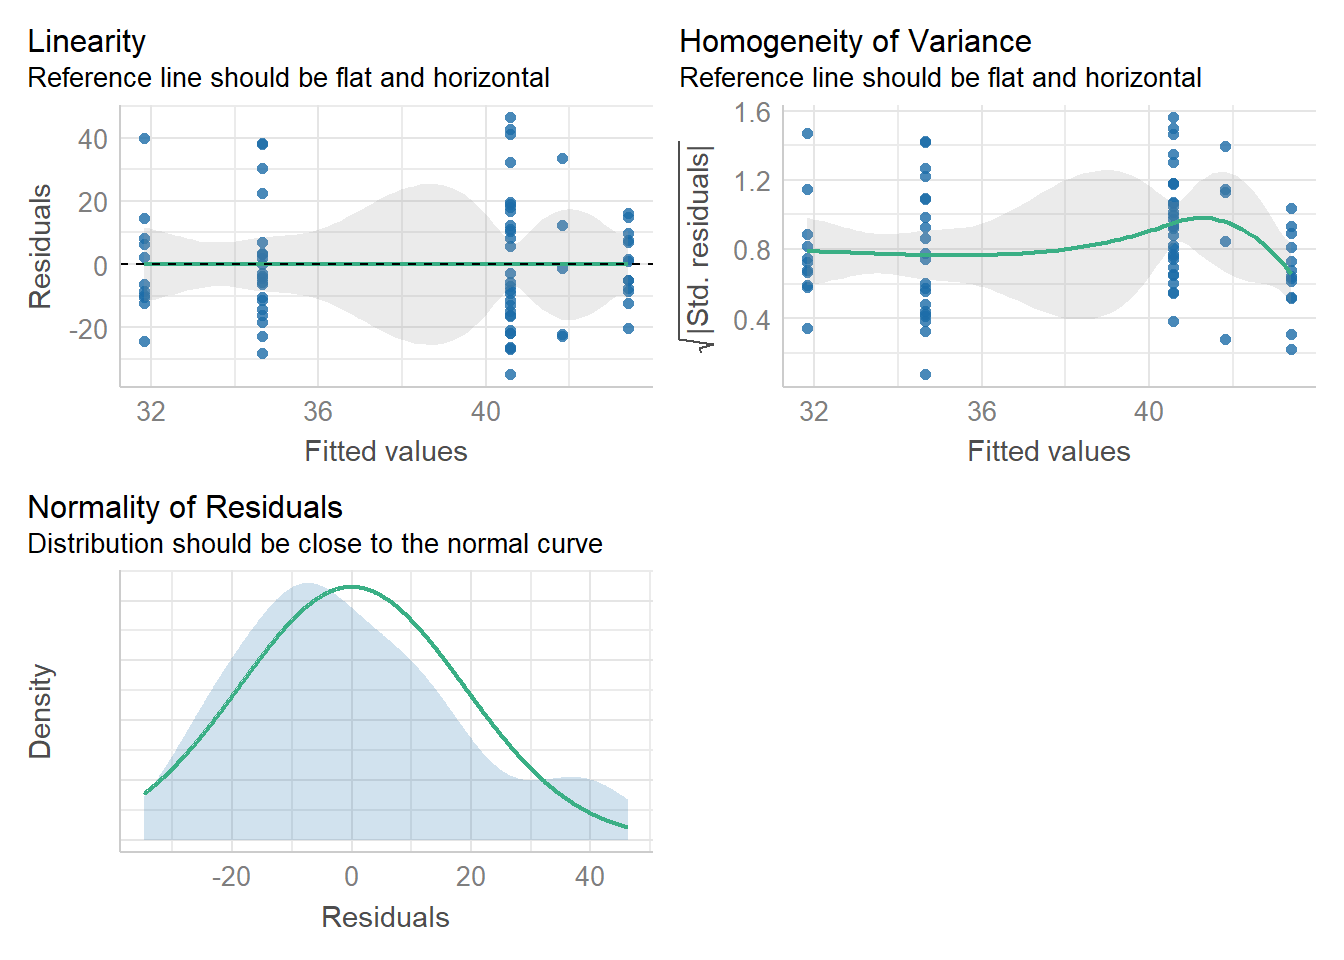 Linearity
Reference line should be flat and horizontal
40
20
0
-20
Residuals
32
36
40
Fitted values
Homogeneity of Variance
Reference line should be flat and horizontal
1.6
1.2
0.8
0.4
√|Std. residuals|
32
36
40
Fitted values
Normality of Residuals
Distribution should be close to the normal curve
Density
-20
0
20
40
Residuals